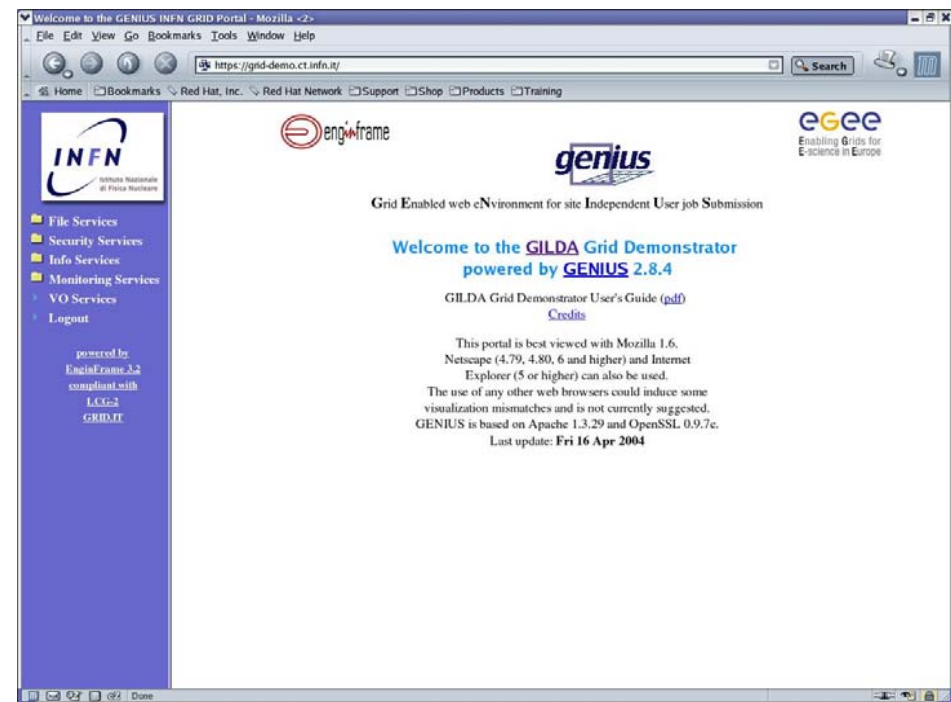 Welcome to the GENIUS INFN GRID Portal - Mozilla <2>
File Edit View Go Bookmarks Tools Window Help
https://grid-demo.ct.infn.it/
Search
Home Bookmarks Red Hat, Inc. Red Hat Network Support Shop Products Training
INFN
Istituto Nazionale
di Fisica Nucleare
File Services
Security Services
Info Services
Monitoring Services
VO Services
Logout
powered by
EnginFrame 3.2
compliant with
LCG-2
GRID.IT
enginframe
genius
egee
Enabling Grids for
E-science in Europe
Grid Enabled web eNvironment for site Independent User job Submission
Welcome to the GILDA Grid Demonstrator
powered by GENIUS 2.8.4
GILDA Grid Demonstrator User's Guide (pdf)
Credits
This portal is best viewed with Mozilla 1.6.
Netscape (4.79, 4.80, 6 and higher) and Internet
Explorer (5 or higher) can also be used.
The use of any other web browsers could induce some
visualization mismatches and is not currently suggested.
GENIUS is based on Apache 1.3.29 and OpenSSL 0.9.7c.
Last update: Fri 16 Apr 2004
Done